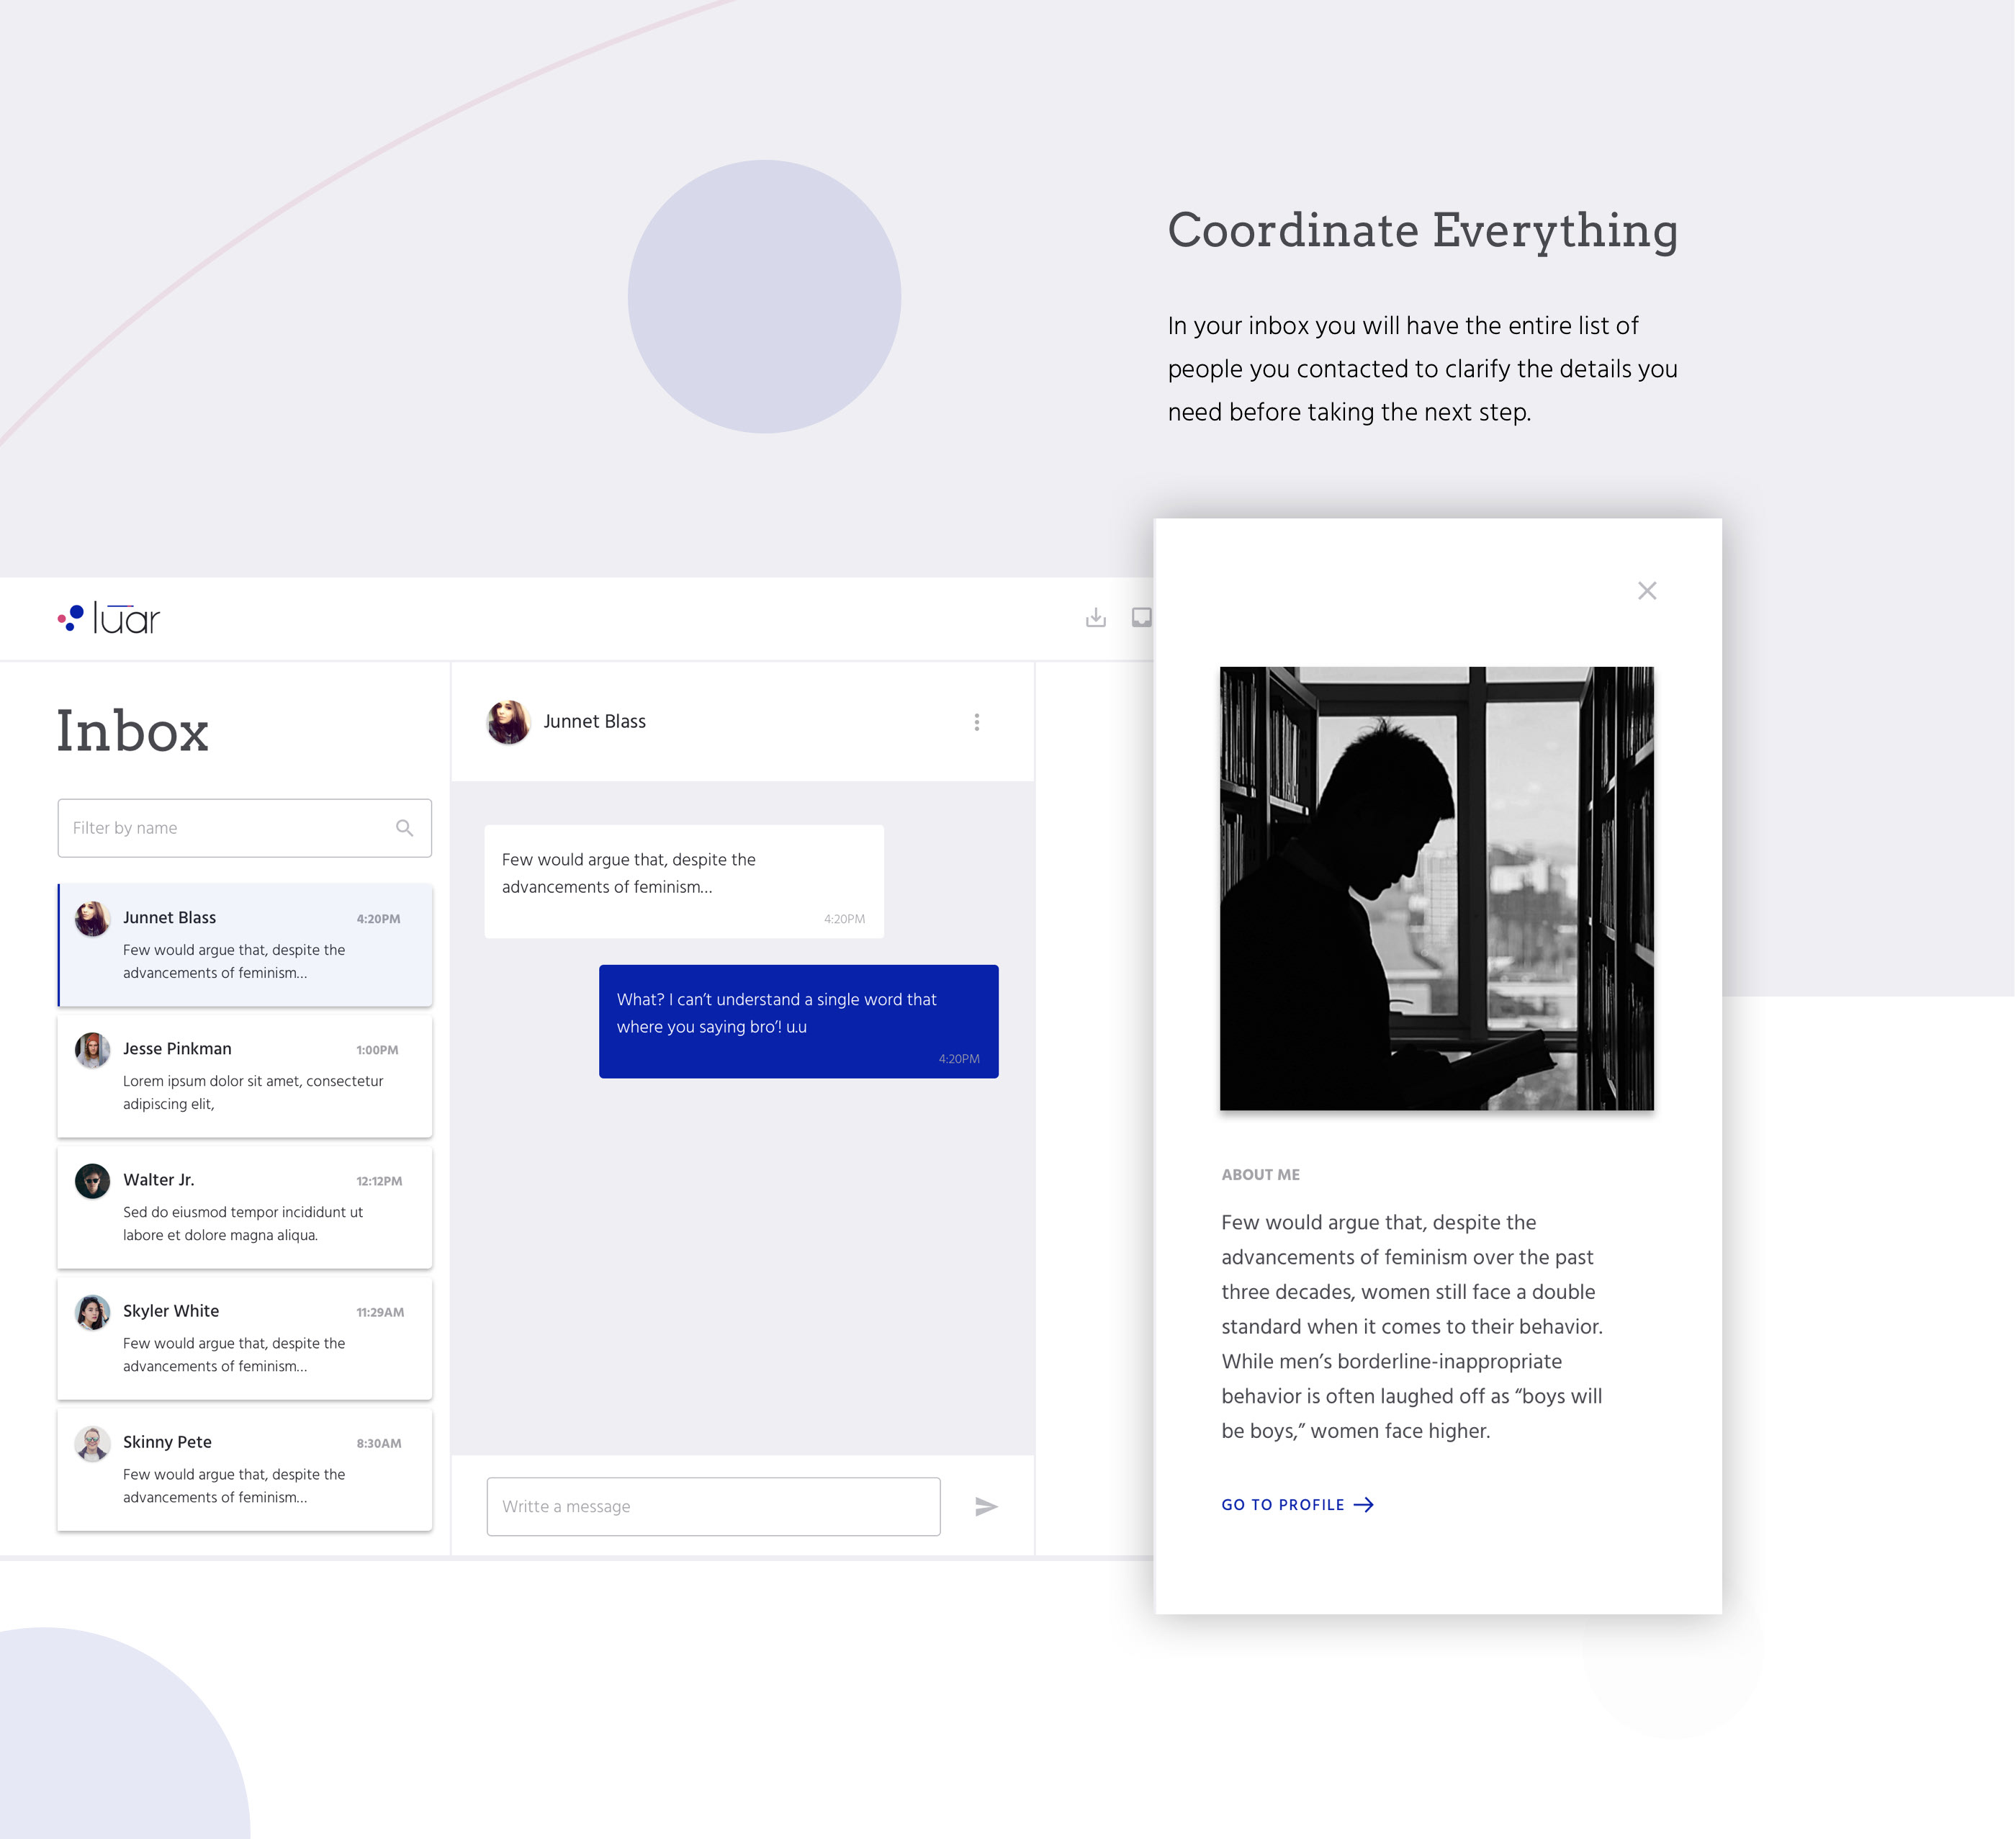 Coordinate Everything
In your inbox you will have the entire list of
people you contacted to clarify the details you
need before taking the next step.
luar
Inbox
Filter by name
Junnet Blass
4:20PM
Few would argue that, despite the
advancements of feminism...
Jesse Pinkman
1:00PM
Lorem ipsum dolor sit amet, consectetur
adipiscing elit,
Walter Jr.
12:12PM
Sed do eiusmod tempor incididunt ut
labore et dolore magna aliqua.
Skyler White
11:29AM
Few would argue that, despite the
advancements of feminism...
Skinny Pete
8:30AM
Few would argue that, despite the
advancements of feminism...
Junnet Blass
Few would argue that, despite the
advancements of feminism...
4:20PM
What? I can’t understand a single word that
where you saying bro’! u.u
4:20PM
Writte a message
ABOUT ME
Few would argue that, despite the
advancements of feminism over the past
three decades, women still face a double
standard when it comes to their behavior.
While men’s borderline-inappropriate
behavior is often laughed off as “boys will
be boys,” women face higher.
GO TO PROFILE